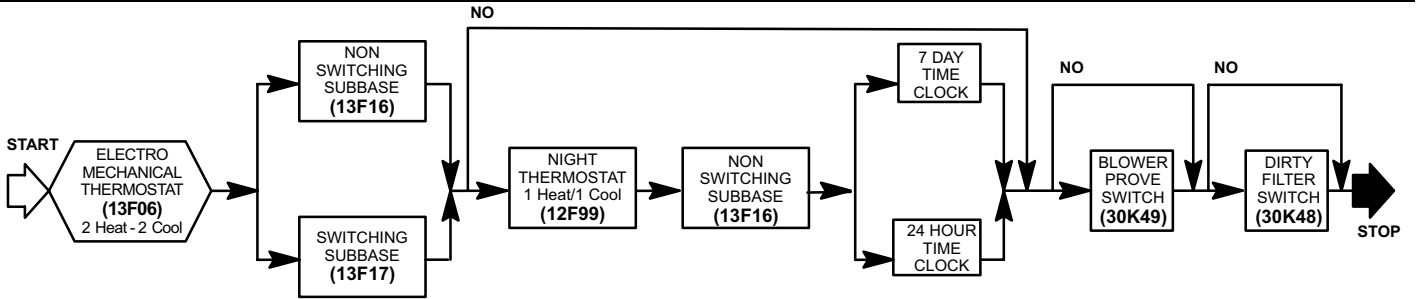 START
ELECTRO
MECHANICAL
THERMOSTAT
(13F06)
2 Heat - 2 Cool
NON
SWITCHING
SUBBASE
(13F16)
SWITCHING
SUBBASE
(13F17)
NO
NIGHT
THERMOSTAT
1 Heat/1 Cool
(12F99)
NON
SWITCHING
SUBBASE
(13F16)
7 DAY
TIME
CLOCK
24 HOUR
TIME
CLOCK
NO
BLOWER
PROVE
SWITCH
(30K49)
NO
DIRTY
FILTER
SWITCH
(30K48)
STOP